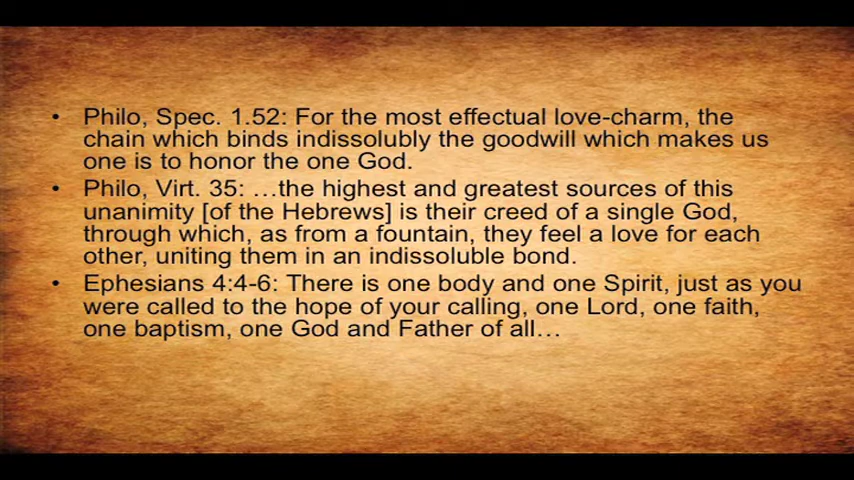 • Philo, Spec. 1.52: For the most effectual love-charm, the
chain which binds indissolubly the goodwill which makes us
one is to honor the one God.
• Philo, Virt. 35: …the highest and greatest sources of this
unanimity [of the Hebrews] is their creed of a single God,
through which, as from a fountain, they feel a love for each
other, uniting them in an indissoluble bond.
• Ephesians 4:4-6: There is one body and one Spirit, just as you
were called to the hope of your calling, one Lord, one faith,
one baptism, one God and Father of all…